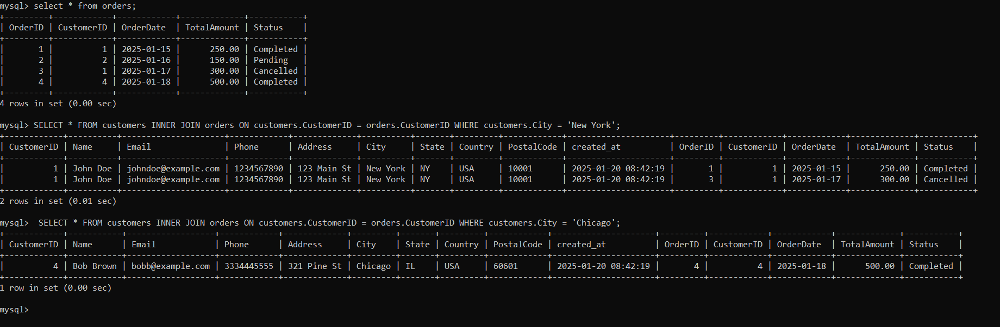 mysql> select * from orders;
+---------+------------+------------+-------------+-----------+
| OrderID | CustomerID | OrderDate  | TotalAmount | Status    |
+---------+------------+------------+-------------+-----------+
|       1 |          1 | 2025-01-15 |      250.00 | Completed |
|       2 |          2 | 2025-01-16 |      150.00 | Pending   |
|       3 |          1 | 2025-01-17 |      300.00 | Cancelled |
|       4 |          4 | 2025-01-18 |      500.00 | Completed |
+---------+------------+------------+-------------+-----------+
4 rows in set (0.00 sec)

mysql> SELECT * FROM customers INNER JOIN orders ON customers.CustomerID = orders.CustomerID WHERE customers.City = 'New York';
+------------+----------+---------------------+------------+-------------+----------+-------+---------+------------+---------------------+---------+------------+------------+-------------+-----------+
| CustomerID | Name     | Email               | Phone      | Address     | City     | State | Country | PostalCode | created_at          | OrderID | CustomerID | OrderDate  | TotalAmount | Status    |
+------------+----------+---------------------+------------+-------------+----------+-------+---------+------------+---------------------+---------+------------+------------+-------------+-----------+
|          1 | John Doe | johndoe@example.com | 1234567890 | 123 Main St | New York | NY    | USA     | 10001      | 2025-01-20 08:42:19 |       1 |          1 | 2025-01-15 |      250.00 | Completed |
|          1 | John Doe | johndoe@example.com | 1234567890 | 123 Main St | New York | NY    | USA     | 10001      | 2025-01-20 08:42:19 |       3 |          1 | 2025-01-17 |      300.00 | Cancelled |
+------------+----------+---------------------+------------+-------------+----------+-------+---------+------------+---------------------+---------+------------+------------+-------------+-----------+
2 rows in set (0.01 sec)

mysql>  SELECT * FROM customers INNER JOIN orders ON customers.CustomerID = orders.CustomerID WHERE customers.City = 'Chicago';
+------------+-----------+------------------+------------+-------------+---------+-------+---------+------------+---------------------+---------+------------+------------+-------------+-----------+
| CustomerID | Name      | Email            | Phone      | Address     | City    | State | Country | PostalCode | created_at          | OrderID | CustomerID | OrderDate  | TotalAmount | Status    |
+------------+-----------+------------------+------------+-------------+---------+-------+---------+------------+---------------------+---------+------------+------------+-------------+-----------+
|          4 | Bob Brown | bobb@example.com | 3334445555 | 321 Pine St | Chicago | IL    | USA     | 60601      | 2025-01-20 08:42:19 |       4 |          4 | 2025-01-18 |      500.00 | Completed |
+------------+-----------+------------------+------------+-------------+---------+-------+---------+------------+---------------------+---------+------------+------------+-------------+-----------+
1 row in set (0.00 sec)

mysql>